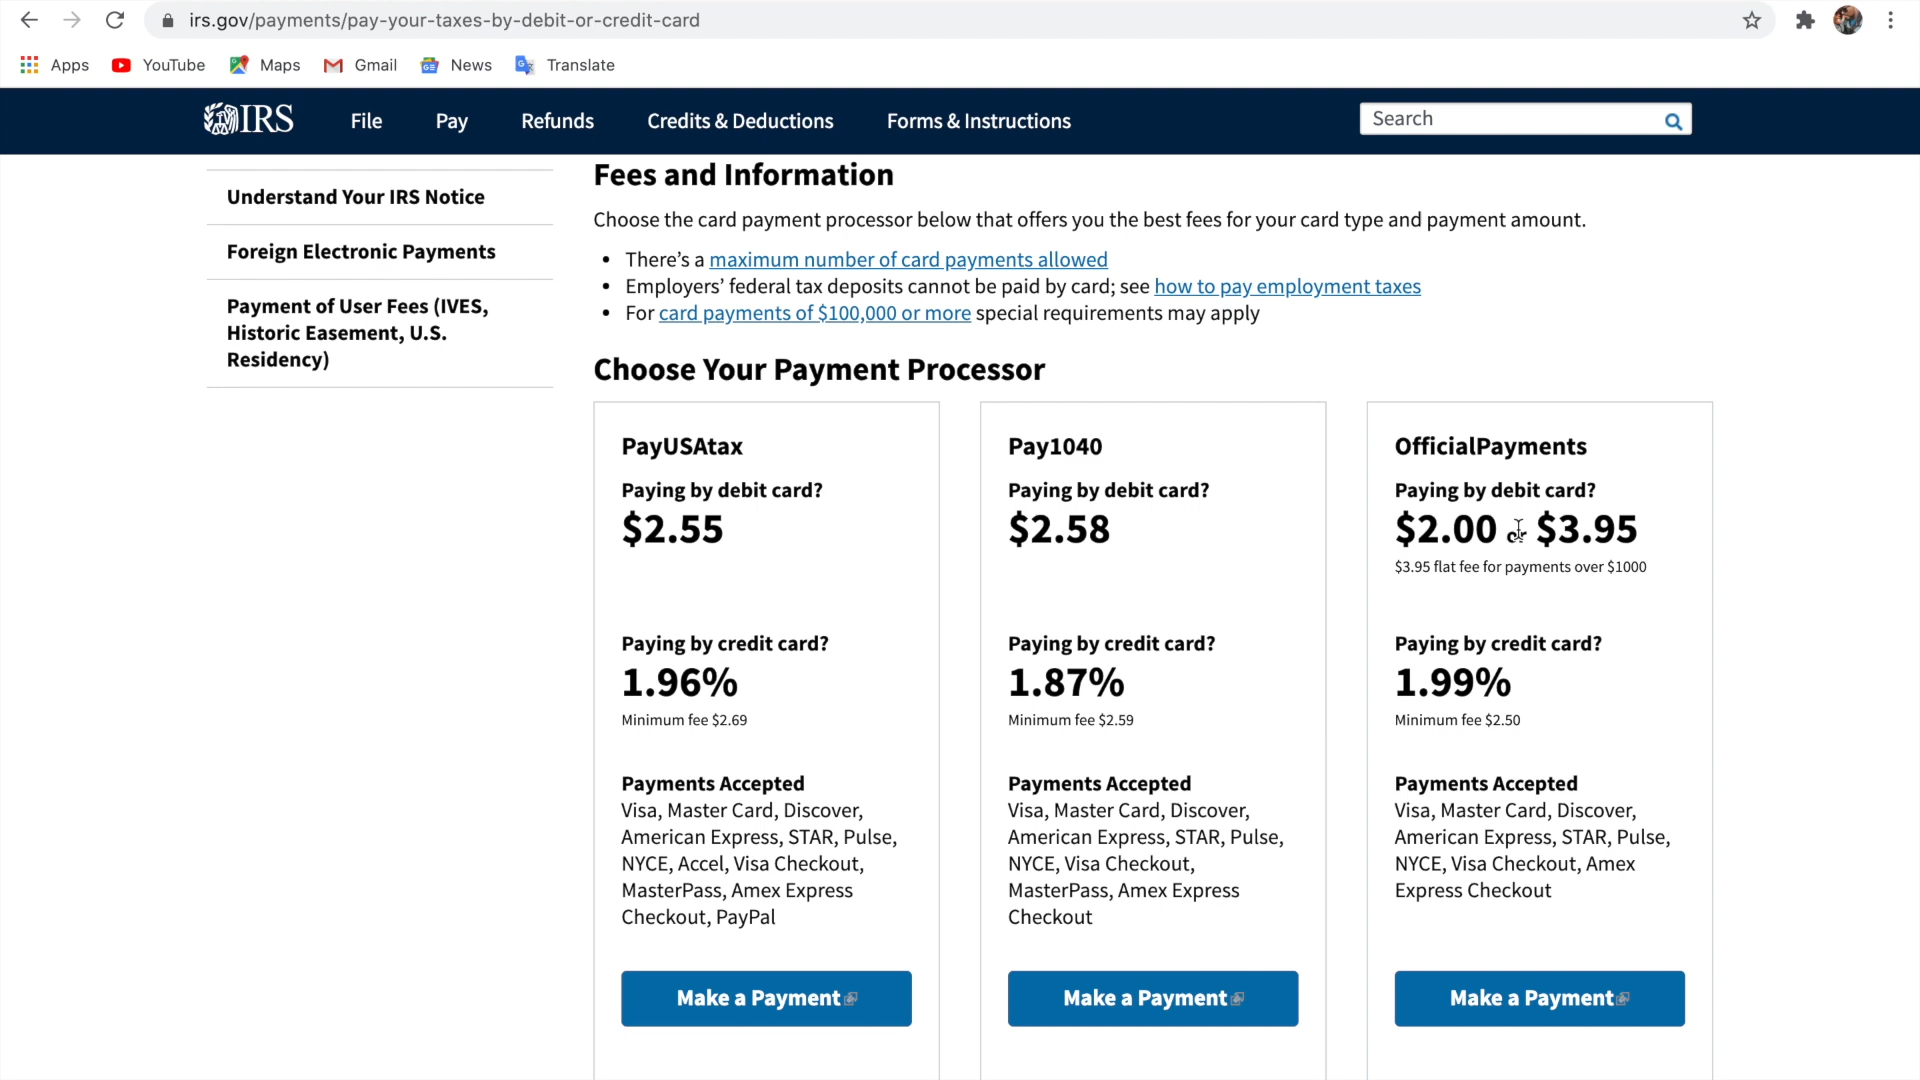 irs.gov/payments/pay-your-taxes-by-debit-or-credit-card
Apps YouTube Maps Gmail News Translate
IRS File Pay Refunds Credits & Deductions Forms & Instructions Search
Understand Your IRS Notice
Foreign Electronic Payments
Payment of User Fees (IVES,
Historic Easement, U.S.
Residency)
Fees and Information
Choose the card payment processor below that offers you the best fees for your card type and payment amount.
• There’s a maximum number of card payments allowed
• Employers’ federal tax deposits cannot be paid by card; see how to pay employment taxes
• For card payments of $100,000 or more special requirements may apply
Choose Your Payment Processor
PayUSAtax
Paying by debit card?
$2.55
Paying by credit card?
1.96%
Minimum fee $2.69
Payments Accepted
Visa, Master Card, Discover,
American Express, STAR, Pulse,
NYCE, Accel, Visa Checkout,
MasterPass, Amex Express
Checkout, PayPal
Make a Payment
Pay1040
Paying by debit card?
$2.58
Paying by credit card?
1.87%
Minimum fee $2.59
Payments Accepted
Visa, Master Card, Discover,
American Express, STAR, Pulse,
NYCE, Visa Checkout,
MasterPass, Amex Express
Checkout
Make a Payment
OfficialPayments
Paying by debit card?
$2.00 or $3.95
$3.95 flat fee for payments over $1000
Paying by credit card?
1.99%
Minimum fee $2.50
Payments Accepted
Visa, Master Card, Discover,
American Express, STAR, Pulse,
NYCE, Visa Checkout, Amex
Express Checkout
Make a Payment